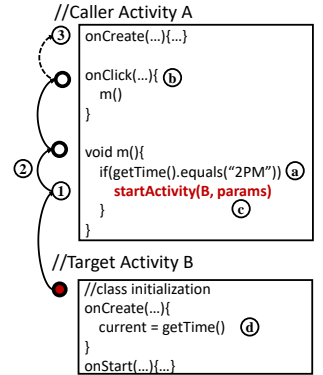 //Caller Activity A
③ onCreate(…){…}
onClick(…){ ⓑ
m()
}
void m(){
②
if(getTime().equals(“2PM”)) ⓐ
① startActivity(B, params)
} ⓒ
}
//Target Activity B
//class initialization
onCreate(…){
current = getTime() ⓓ
}
onStart(…){…}